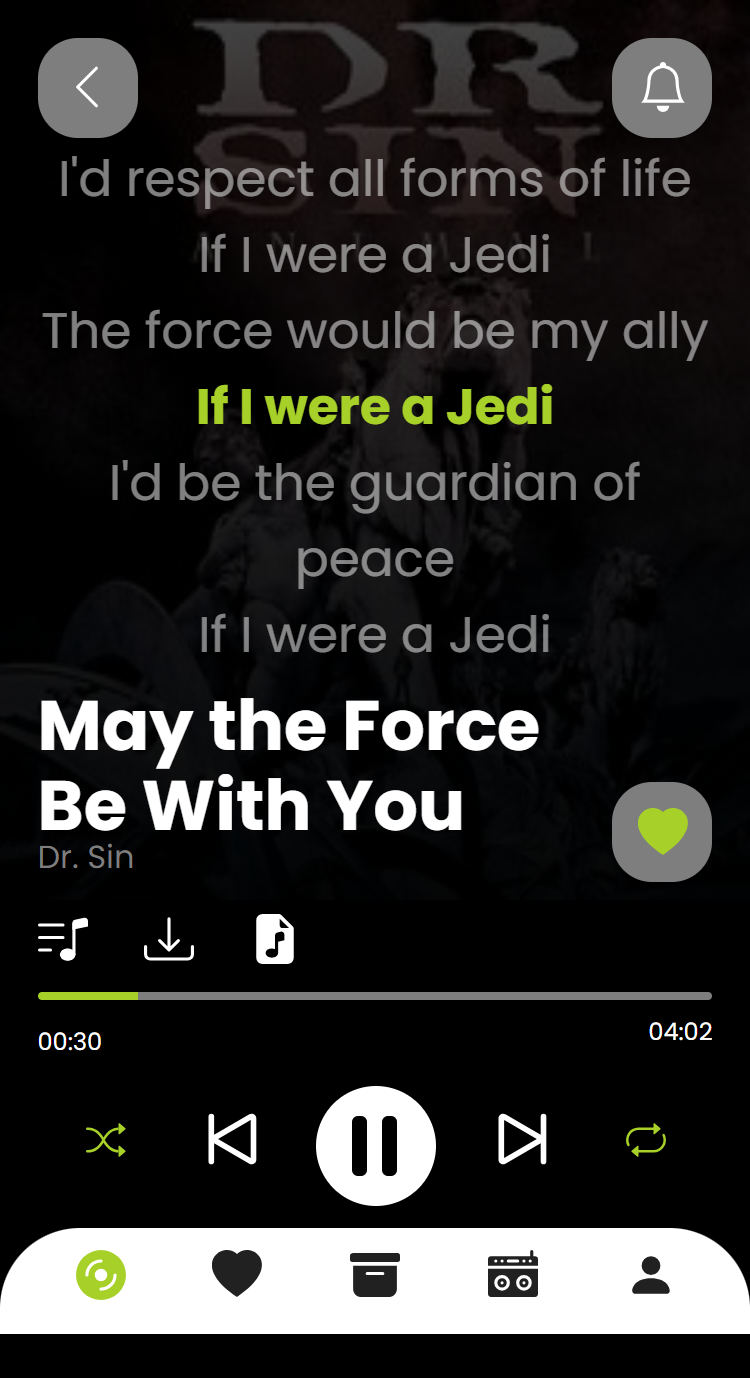 DR
SIN
I'd respect all forms of life
If I were a Jedi
The force would be my ally
If I were a Jedi
I'd be the guardian of
peace
If I were a Jedi
May the Force
Be With You
Dr. Sin
00:30
04:02